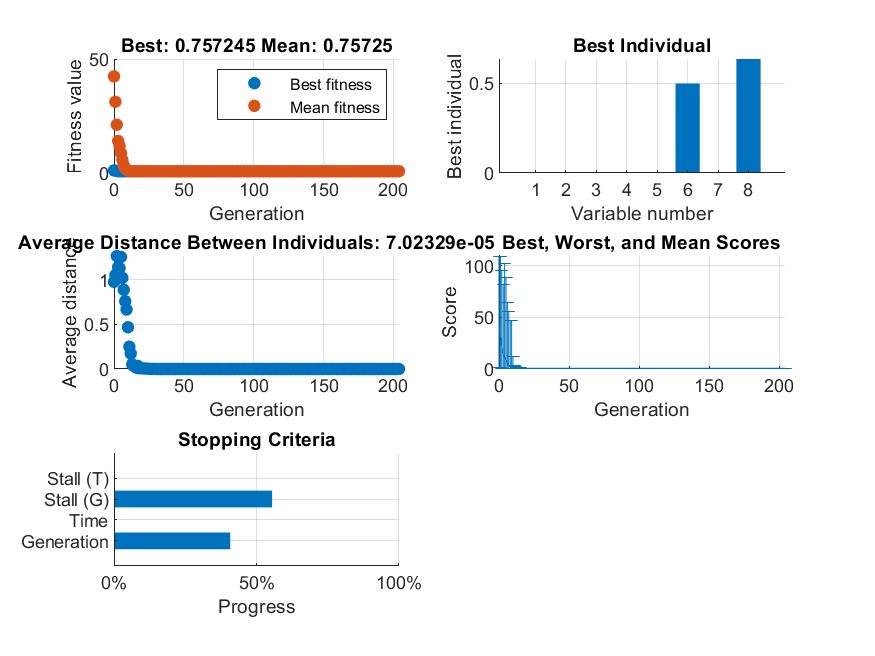 Best: 0.757245 Mean: 0.75725
Fitness value
50
0
Best fitness
Mean fitness
0 50 100 150 200
Generation
Best Individual
Best individual
0.5
0
1 2 3 4 5 6 7 8
Variable number
Average Distance Between Individuals: 7.02329e-05
Average distance
1
0.5
0
0 50 100 150 200
Generation
Best, Worst, and Mean Scores
Score
100
50
0
0 50 100 150 200
Generation
Stopping Criteria
Stall (T)
Stall (G)
Time
Generation
0% 50% 100%
Progress